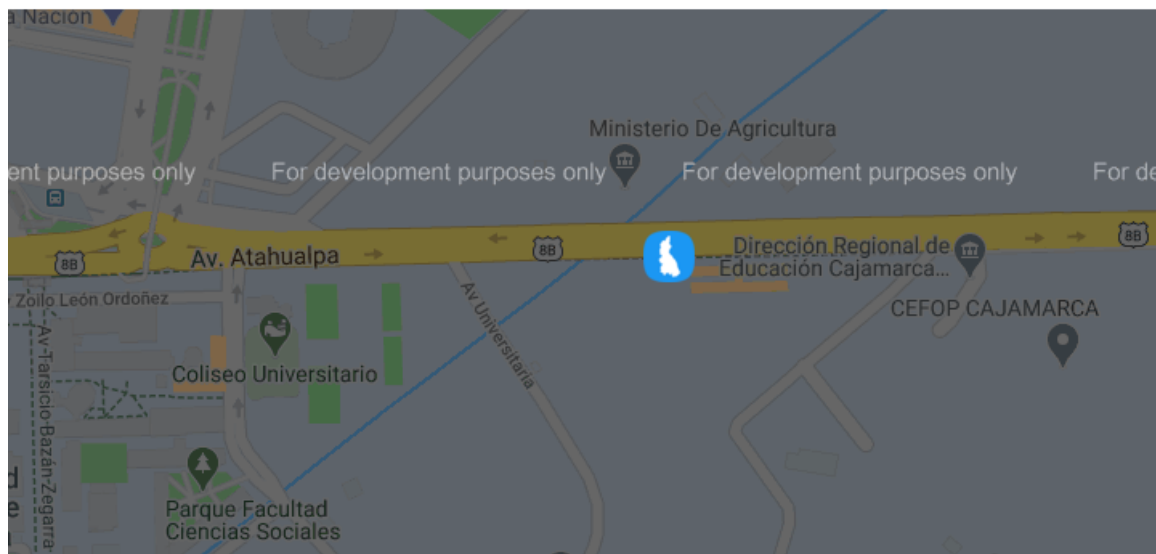 a Nación
Ministerio De Agricultura
ent purposes only
For development purposes only
For development purposes only
For de
8B
Av. Atahualpa
8B
8B
Dirección Regional de
Educación Cajamarca...
Zoilo León Ordoñez
CEFOP CAJAMARCA
Av Universitaria
Av-Tarsicio-Bazán-Zegarra
Coliseo Universitario
Parque Facultad
Ciencias Sociales
d
e